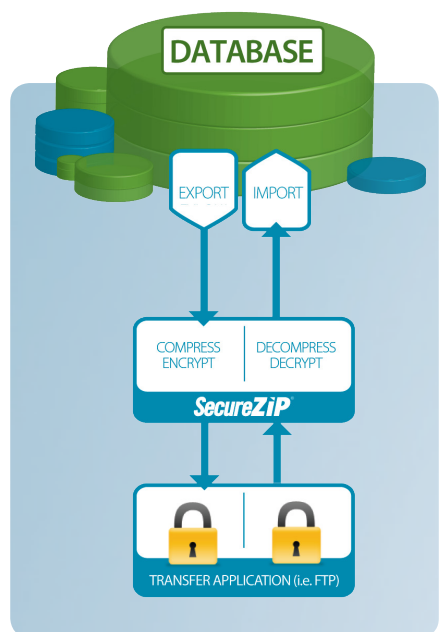 DATABASE
EXPORT
IMPORT
COMPRESS
ENCRYPT
DECOMPRESS
DECRYPT
SecureZIP®
TRANSFER APPLICATION (i.e. FTP)